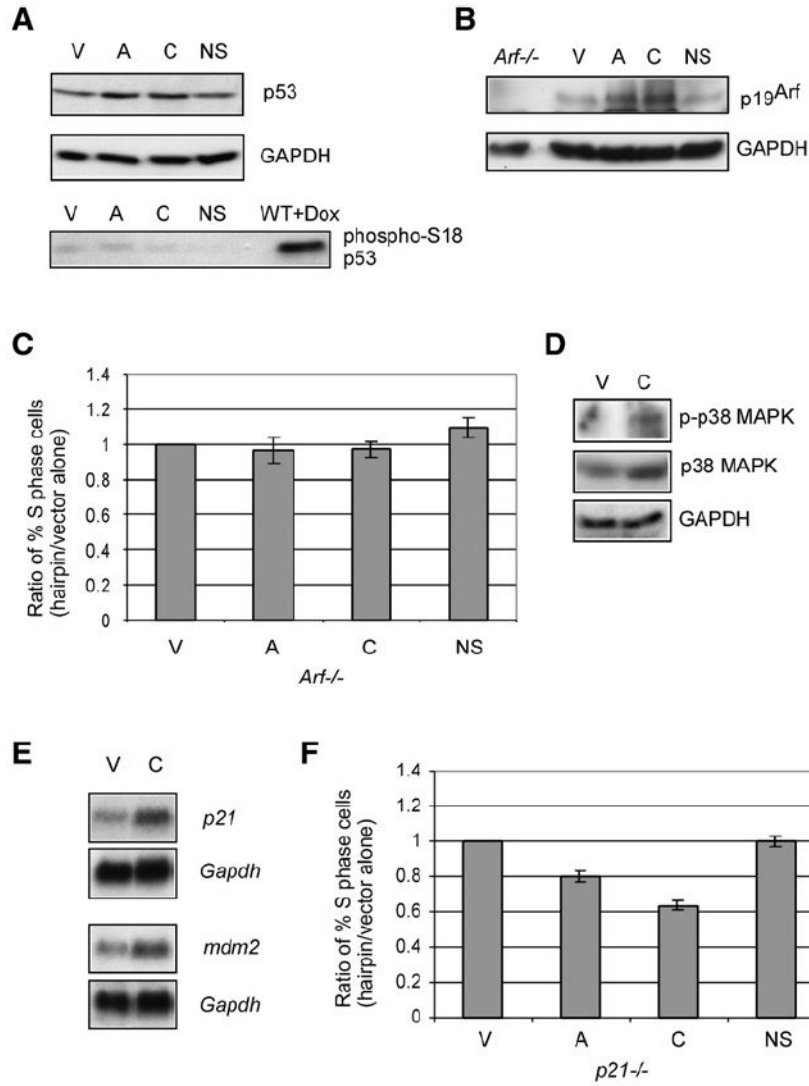 A
V A C NS
p53
GAPDH
V A C NS WT+Dox
phospho-S18
p53
B
Arf-/- V A C NS
p19Arf
GAPDH
C
1.4
1.2
1
0.8
0.6
0.4
0.2
0
Ratio of % S phase cells
(hairpin/vector alone)
V A C NS
Arf-/-
D
V C
p-p38 MAPK
p38 MAPK
GAPDH
E
V C
p21
Gapdh
mdm2
Gapdh
F
1.4
1.2
1
0.8
0.6
0.4
0.2
0
Ratio of % S phase cells
(hairpin/vector alone)
V A C NS
p21-/-